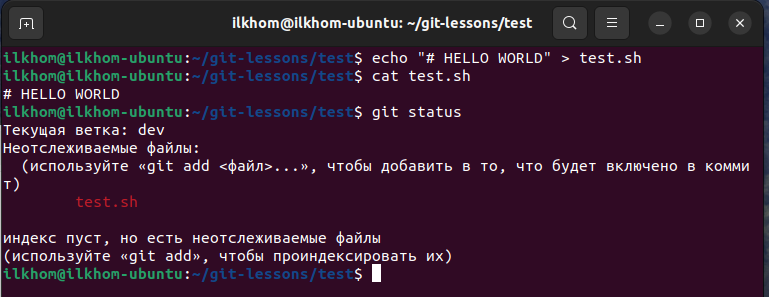 ilkhom@ilkhom-ubuntu: ~/git-lessons/test
ilkhom@ilkhom-ubuntu:~/git-lessons/test$ echo "# HELLO WORLD" > test.sh
ilkhom@ilkhom-ubuntu:~/git-lessons/test$ cat test.sh
# HELLO WORLD
ilkhom@ilkhom-ubuntu:~/git-lessons/test$ git status
Текущая ветка: dev
Неотслеживаемые файлы:
  (используйте «git add <файл>...», чтобы добавить в то, что будет включено в комми
т)
        test.sh
индекс пуст, но есть неотслеживаемые файлы
(используйте «git add», чтобы проиндексировать их)
ilkhom@ilkhom-ubuntu:~/git-lessons/test$